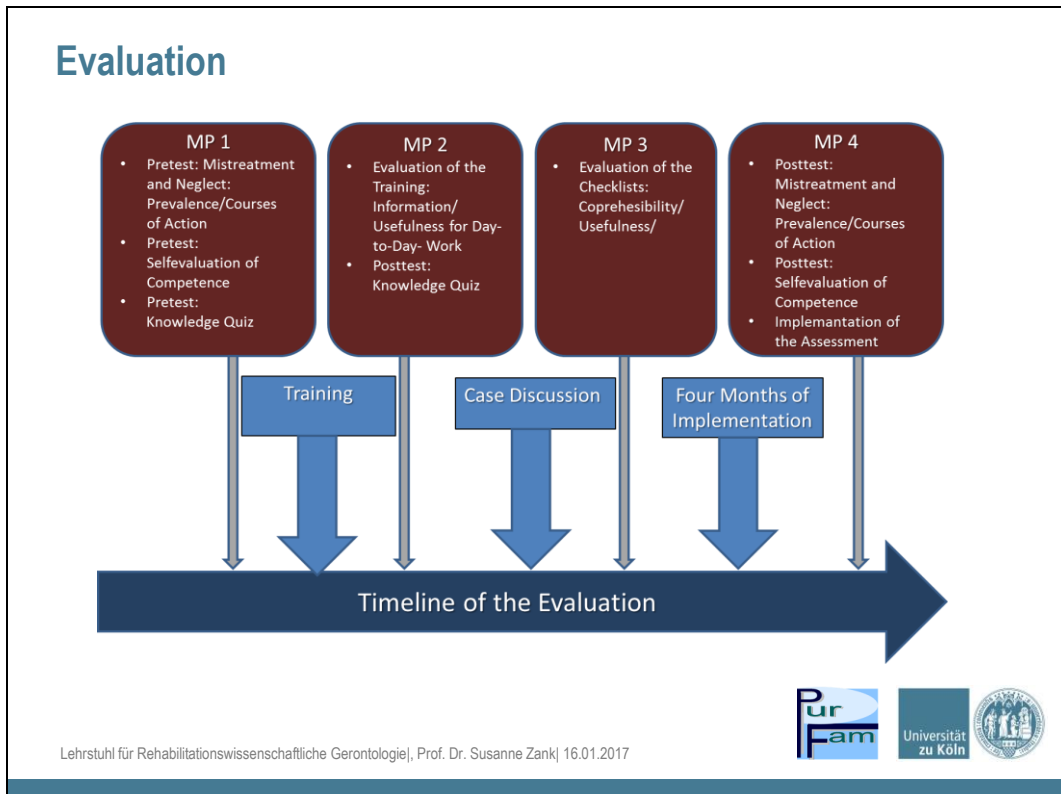 Evaluation
MP 1
• Pretest: Mistreatment
and Neglect:
Prevalence/Courses
of Action
• Pretest:
Selfevaluation of
Competence
• Pretest:
Knowledge Quiz
MP 2
• Evaluation of the
Training:
Information/
Usefulness for Day-
to-Day- Work
• Posttest:
Knowledge Quiz
MP 3
• Evaluation of the
Checklists:
Coprehesibility/
Usefulness/
MP 4
• Posttest:
Mistreatment and
Neglect:
Prevalence/Courses
of Action
• Posttest:
Selfevaluation of
Competence
• Implemantation of
the Assessment
Training
Case Discussion
Four Months of
Implementation
Timeline of the Evaluation
Pur
Fam
Universität
zu Köln
Lehrstuhl für Rehabilitationswissenschaftliche Gerontologie|, Prof. Dr. Susanne Zank| 16.01.2017